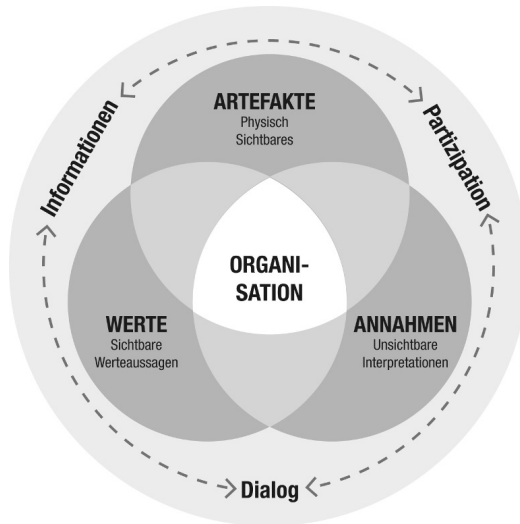 ARTEFAKTE
Physisch
Sichtbares
Informationen
Partizipation
ORGANI-
SATION
WERTE
Sichtbare
Werteaussagen
ANNAHMEN
Unsichtbare
Interpretationen
Dialog